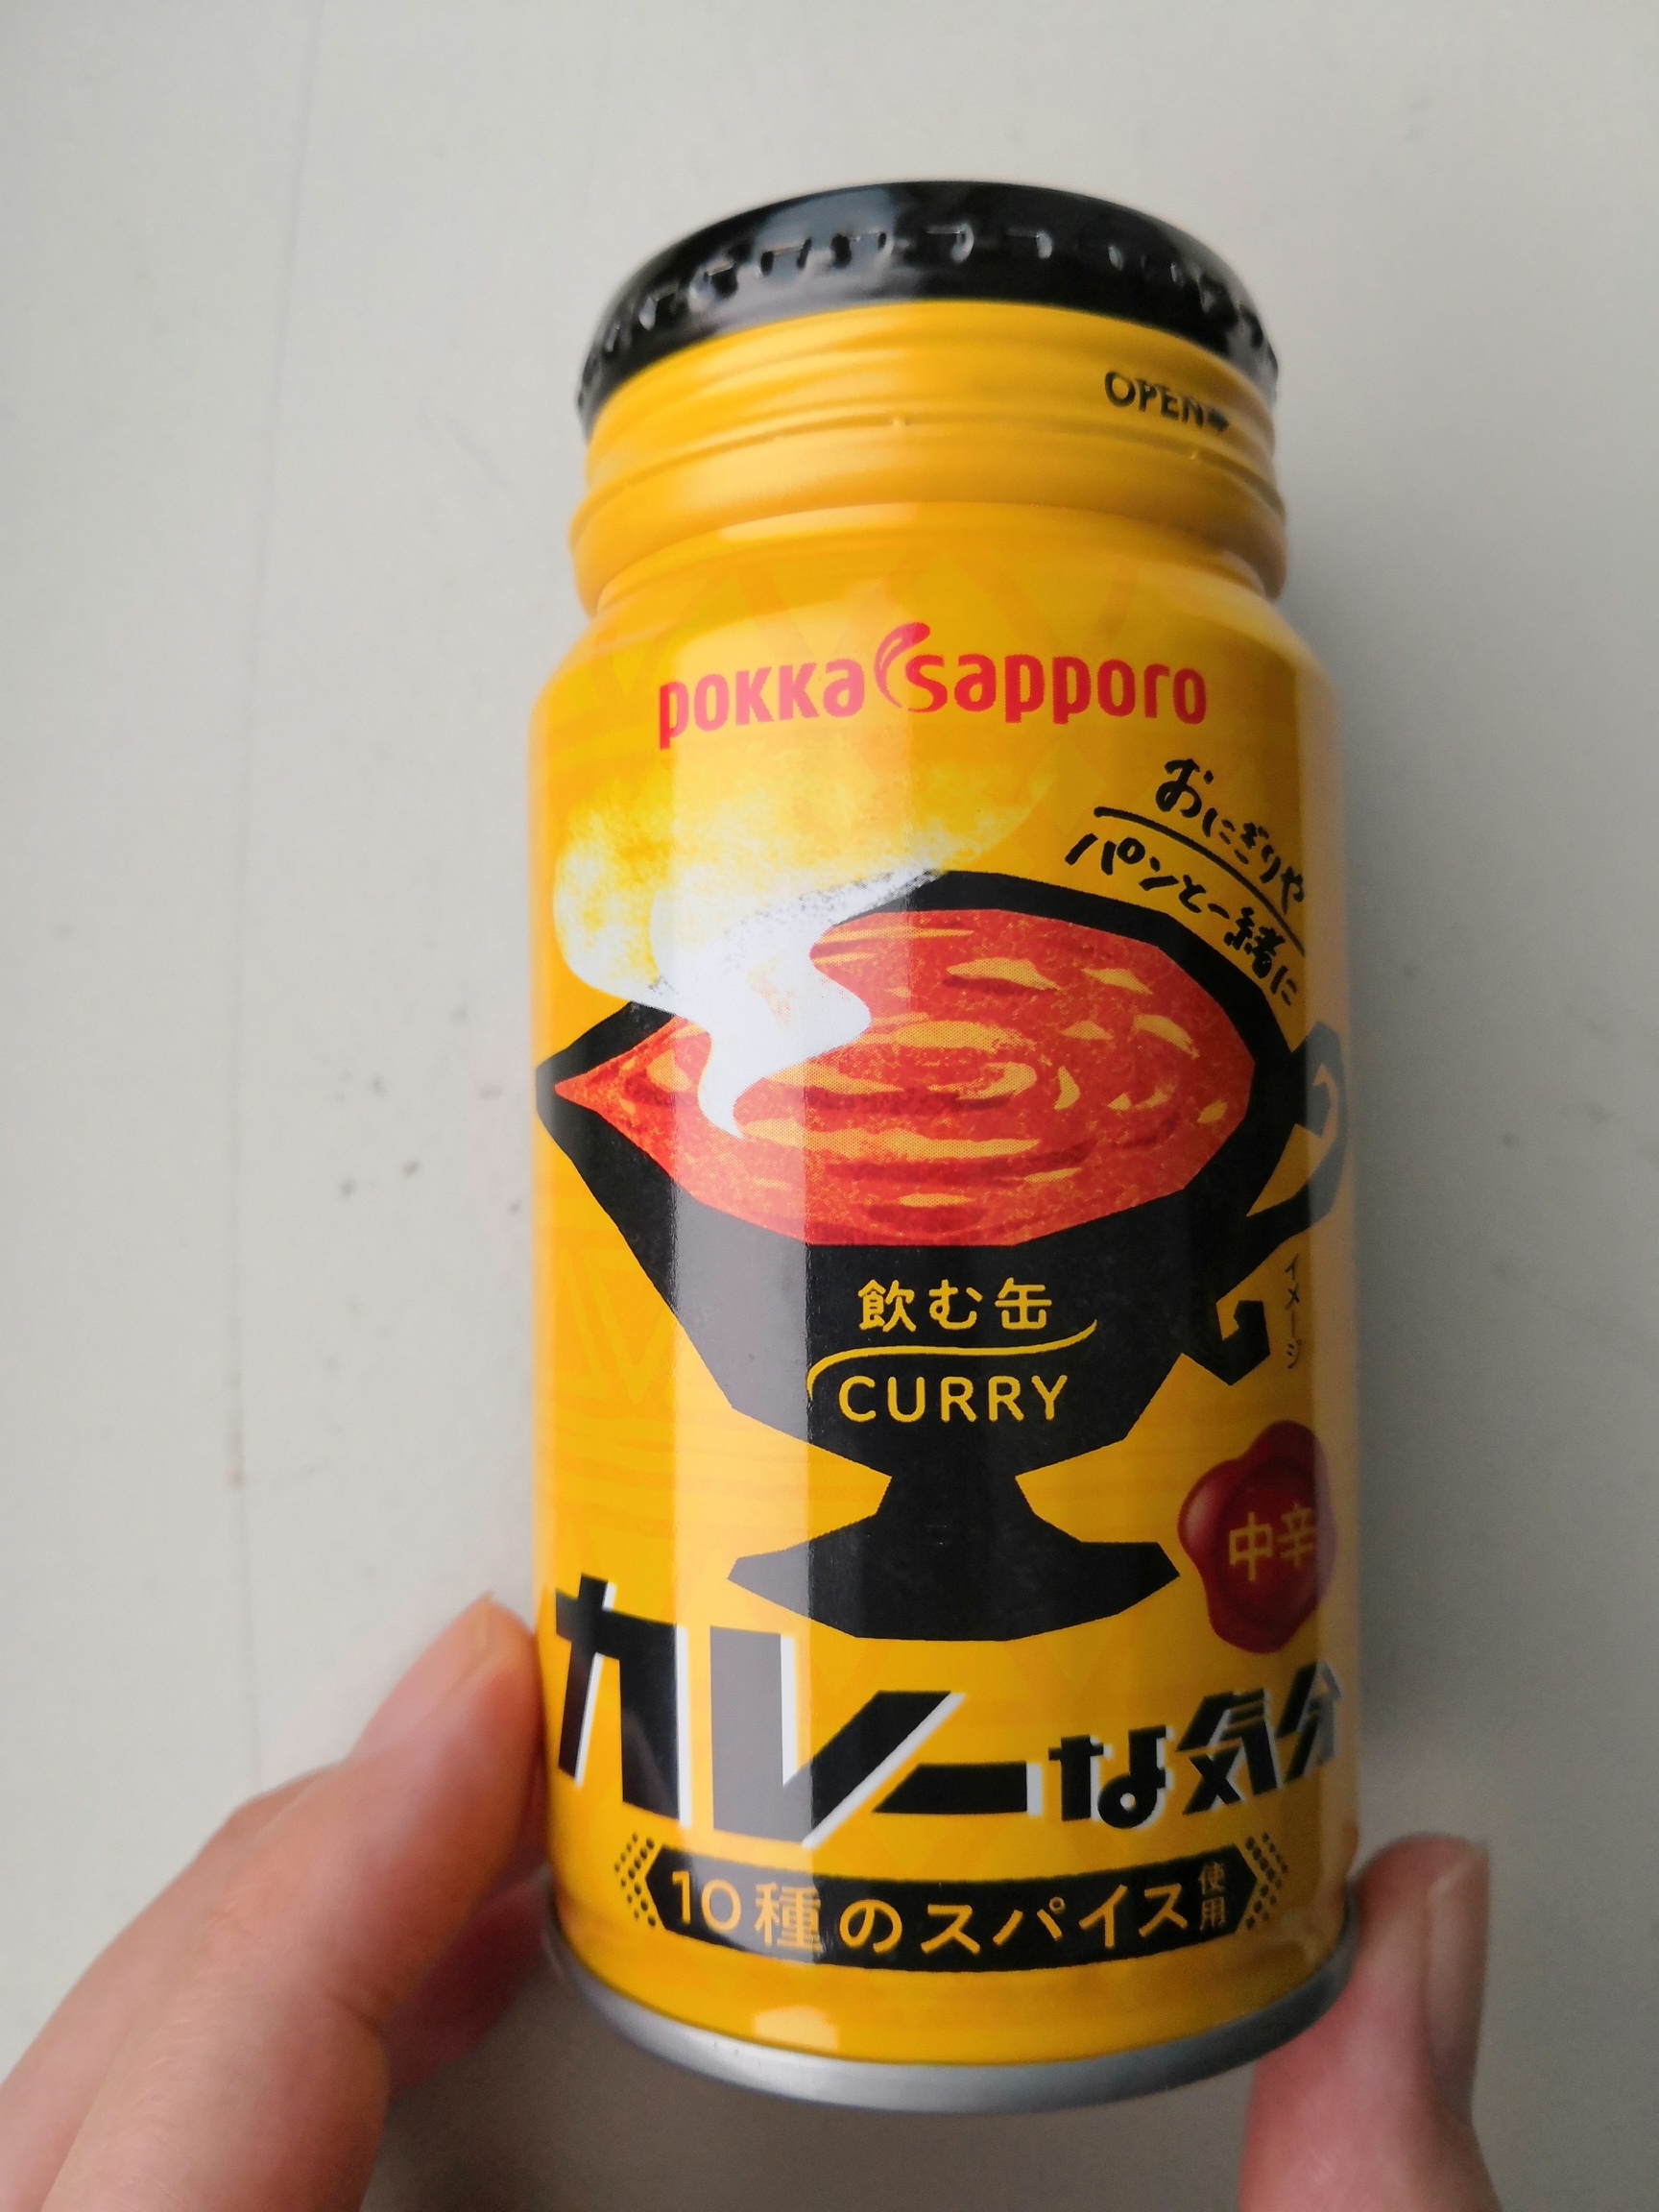 OPEN➡
pokka sapporo
おにぎりや
パンと一緒に
飲む缶
CURRY
イメージ
中辛
カレーな気分
10種のスパイス使用